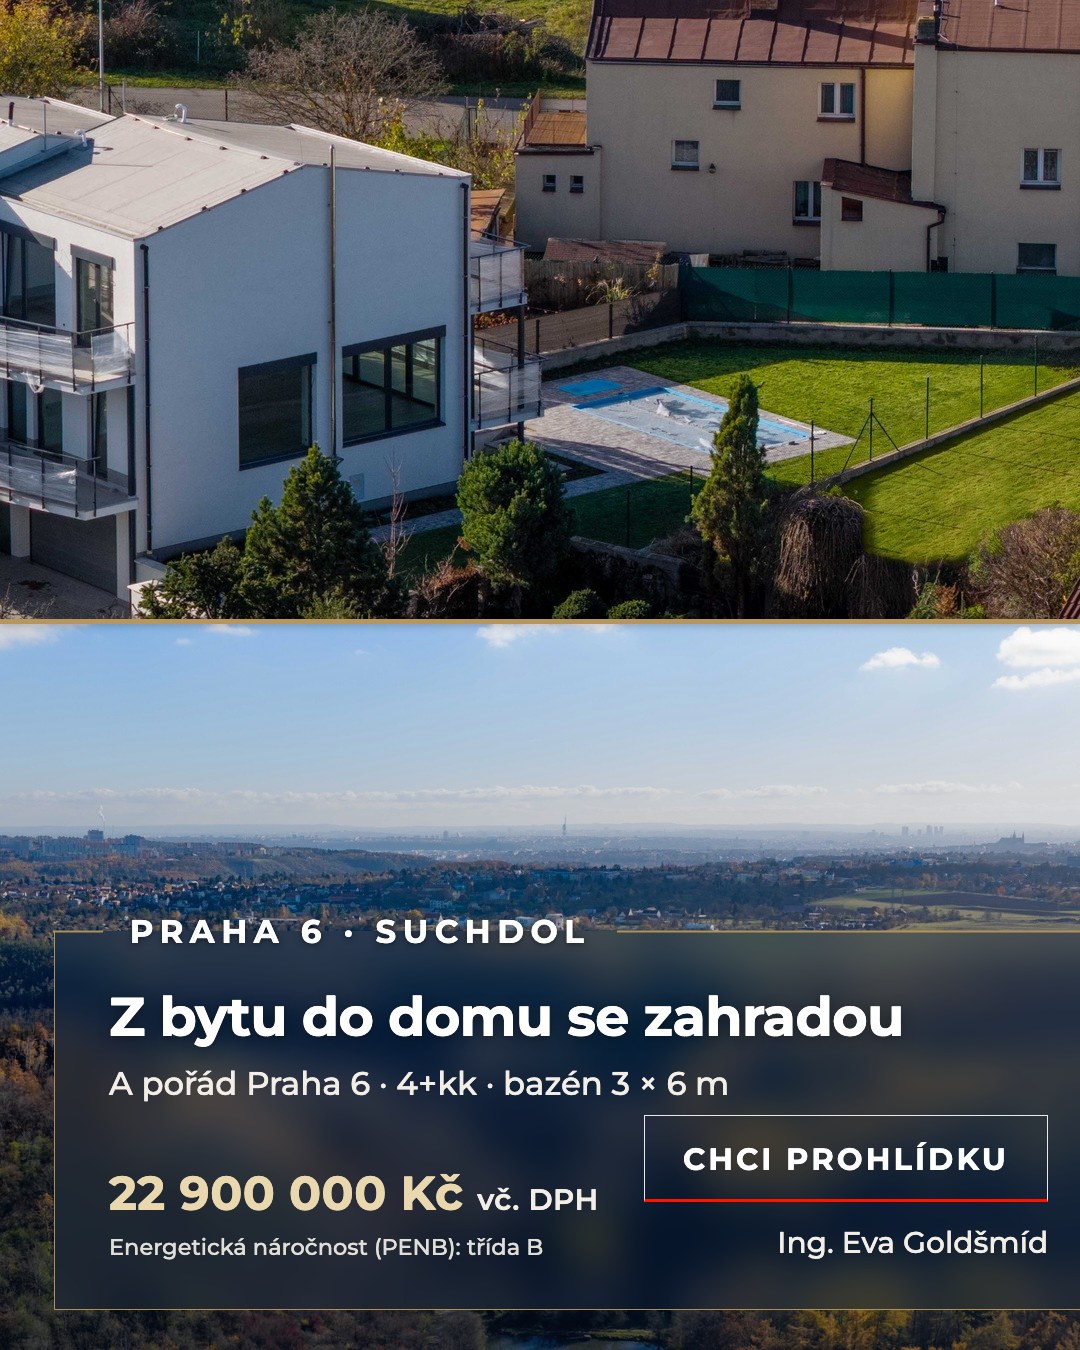 PRAHA 6 · SUCHDOL
Z bytu do domu se zahradou
A pořád Praha 6 · 4+kk · bazén 3 × 6 m
CHCI PROHLÍDKU
22 900 000 Kč vč. DPH
Energetická náročnost (PENB): třída B
Ing. Eva Goldšmíd